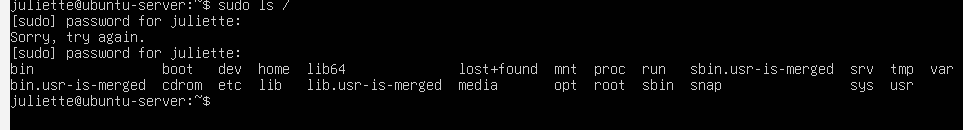 juliette@ubuntu-server:~$ sudo ls /
[sudo] password for juliette:
Sorry, try again.
[sudo] password for juliette:
bin boot dev home lib64 lost+found mnt proc run sbin.usr-is-merged srv tmp var
bin.usr-is-merged cdrom etc lib lib.usr-is-merged media opt root sbin snap sys usr
juliette@ubuntu-server:~$